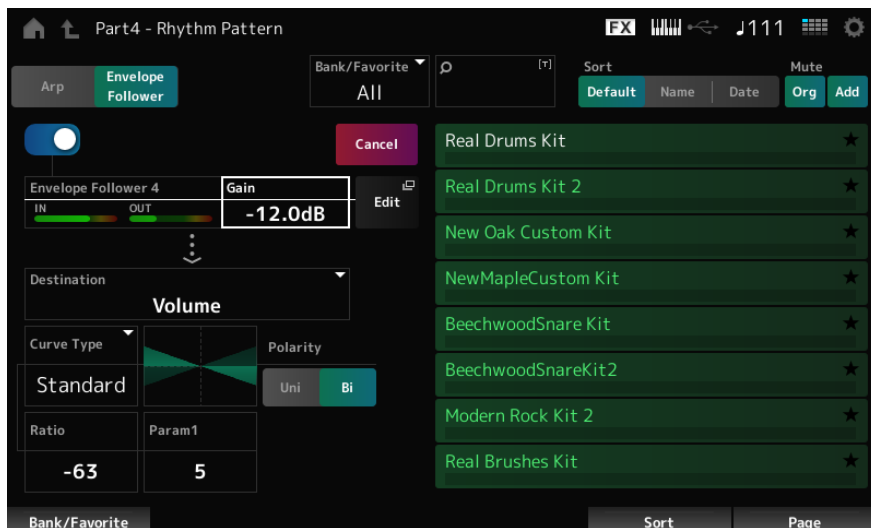 Part4 - Rhythm Pattern
FX
♩111
Arp
Envelope
Follower
Bank/Favorite
All
[T]
Sort
Default
Name
Date
Mute
Org
Add
Cancel
Envelope Follower 4
IN
OUT
Gain
-12.0dB
Edit
Destination
Volume
Curve Type
Standard
Polarity
Uni
Bi
Ratio
-63
Param1
5
Real Drums Kit
Real Drums Kit 2
New Oak Custom Kit
NewMapleCustom Kit
BeechwoodSnare Kit
BeechwoodSnareKit2
Modern Rock Kit 2
Real Brushes Kit
Bank/Favorite
Sort
Page